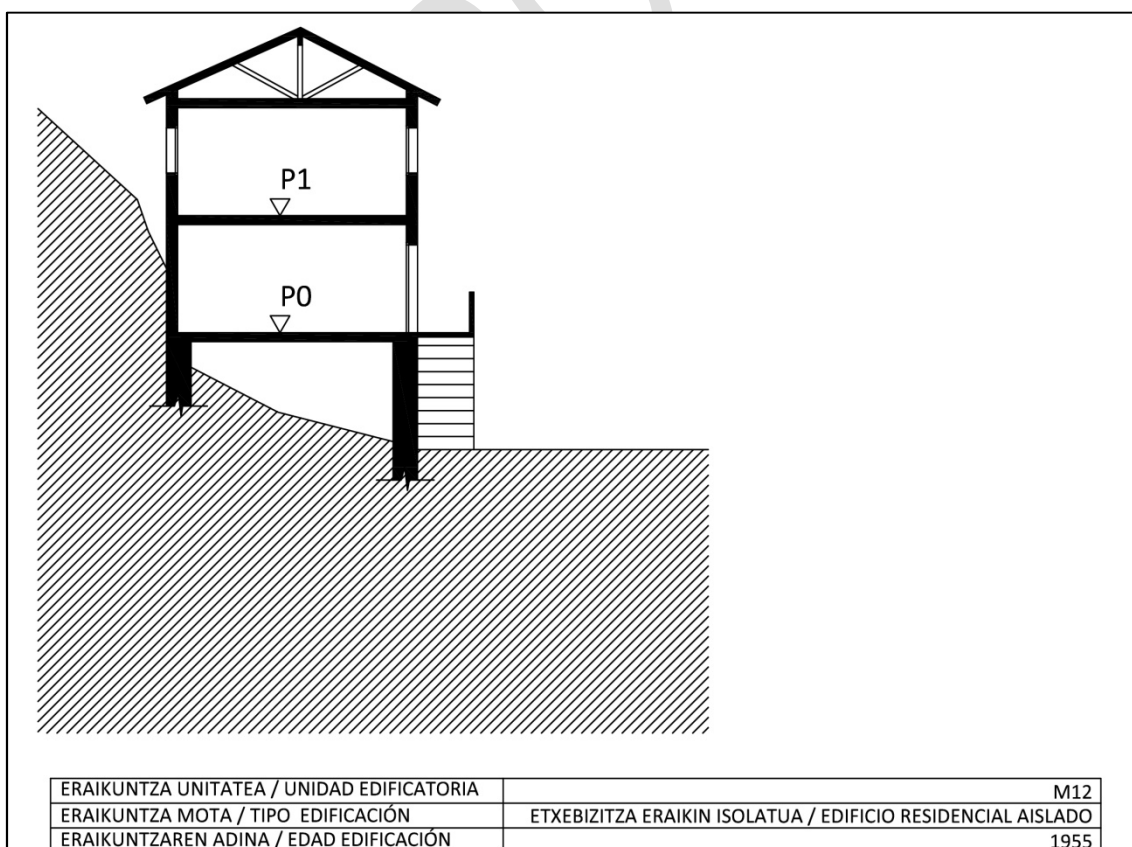 P1
P0
ERAIKUNTZA UNITATEA / UNIDAD EDIFICATORIA M12
ERAIKUNTZA MOTA / TIPO EDIFICACIÓN ETXEBIZITZA ERAIKIN ISOLATUA / EDIFICIO RESIDENCIAL AISLADO
ERAIKUNTZAREN ADINA / EDAD EDIFICACIÓN 1955